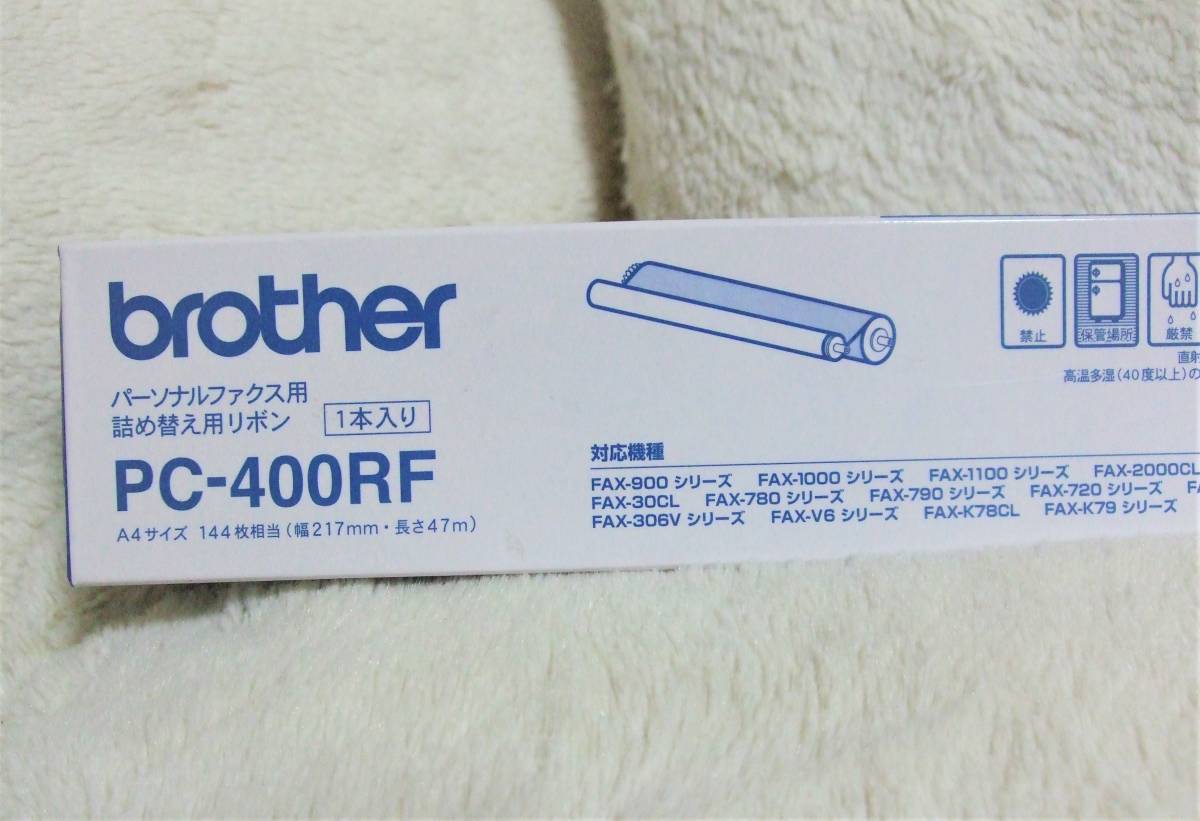 brother
パーソナルファクス用
詰め替え用リボン 1本入り
PC-400RF
A4サイズ 144枚相当(幅217mm・長さ47m)
禁止 保管場所 厳禁
直射
高温多湿(40度以上)の
対応機種
FAX-900 シリーズ FAX-1000 シリーズ FAX-1100 シリーズ FAX-2000CL
FAX-30CL FAX-780 シリーズ FAX-790 シリーズ FAX-720 シリーズ
FAX-306V シリーズ FAX-V6 シリーズ FAX-K78CL FAX-K79 シリーズ